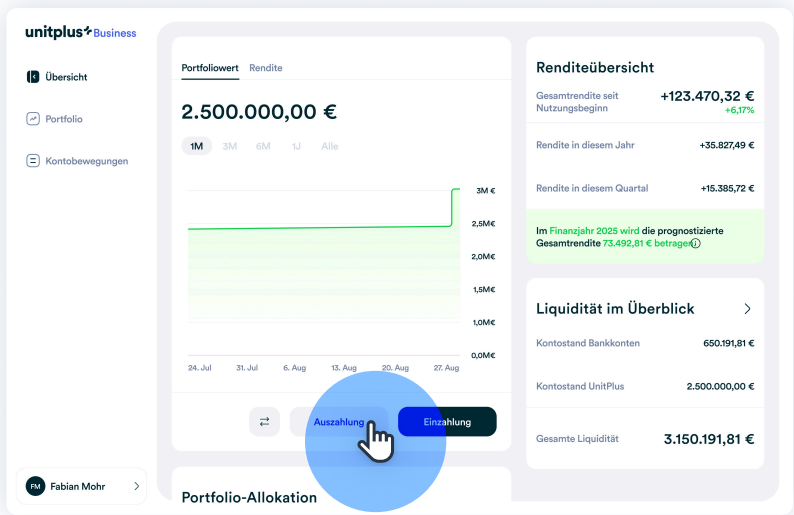 unitplus Business
Übersicht
Portfolio
Kontobewegungen
FM Fabian Mohr
Portfoliowert Rendite
2.500.000,00 €
1M 3M 6M 1J Alle
3M €
2,5M€
2,0M€
1,5M€
1,0M€
0,0M€
24. Jul 31. Jul 6. Aug 13. Aug 20. Aug 27. Aug
Auszahlung Einzahlung
Portfolio-Allokation
Renditeübersicht
Gesamtrendite seit
Nutzungsbeginn
+123.470,32 €
+6,17%
Rendite in diesem Jahr +35.827,49 €
Rendite in diesem Quartal +15.385,72 €
Im Finanzjahr 2025 wird die prognostizierte
Gesamtrendite 73.492,81 € betragen
Liquidität im Überblick
Kontostand Bankkonten 650.191,81 €
Kontostand UnitPlus 2.500.000,00 €
Gesamte Liquidität 3.150.191,81 €